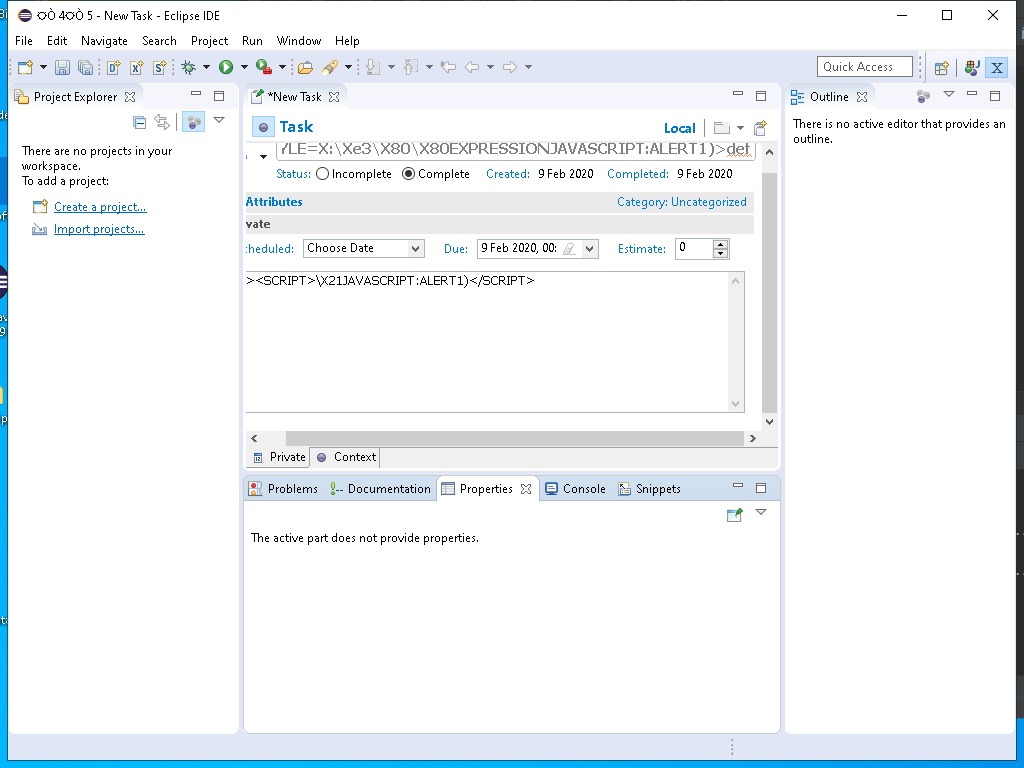 - New Task - Eclipse IDE
File Edit Navigate Search Project Run Window Help
Quick Access
Project Explorer
There are no projects in your
workspace.
To add a project:
Create a project...
Import projects...
*New Task
Task
Local
YLE=X:\Xe3\X80\X80EXPRESSIONJAVASCRIPT:ALERT1)>def
Status: Incomplete Complete Created: 9 Feb 2020 Completed: 9 Feb 2020
Attributes Category: Uncategorized
vate
heduled: Choose Date Due: 9 Feb 2020, 00: Estimate: 0
><SCRIPT>\X21JAVASCRIPT:ALERT1)</SCRIPT>
Private Context
Problems Documentation Properties Console Snippets
The active part does not provide properties.
Outline
There is no active editor that provides an
outline.